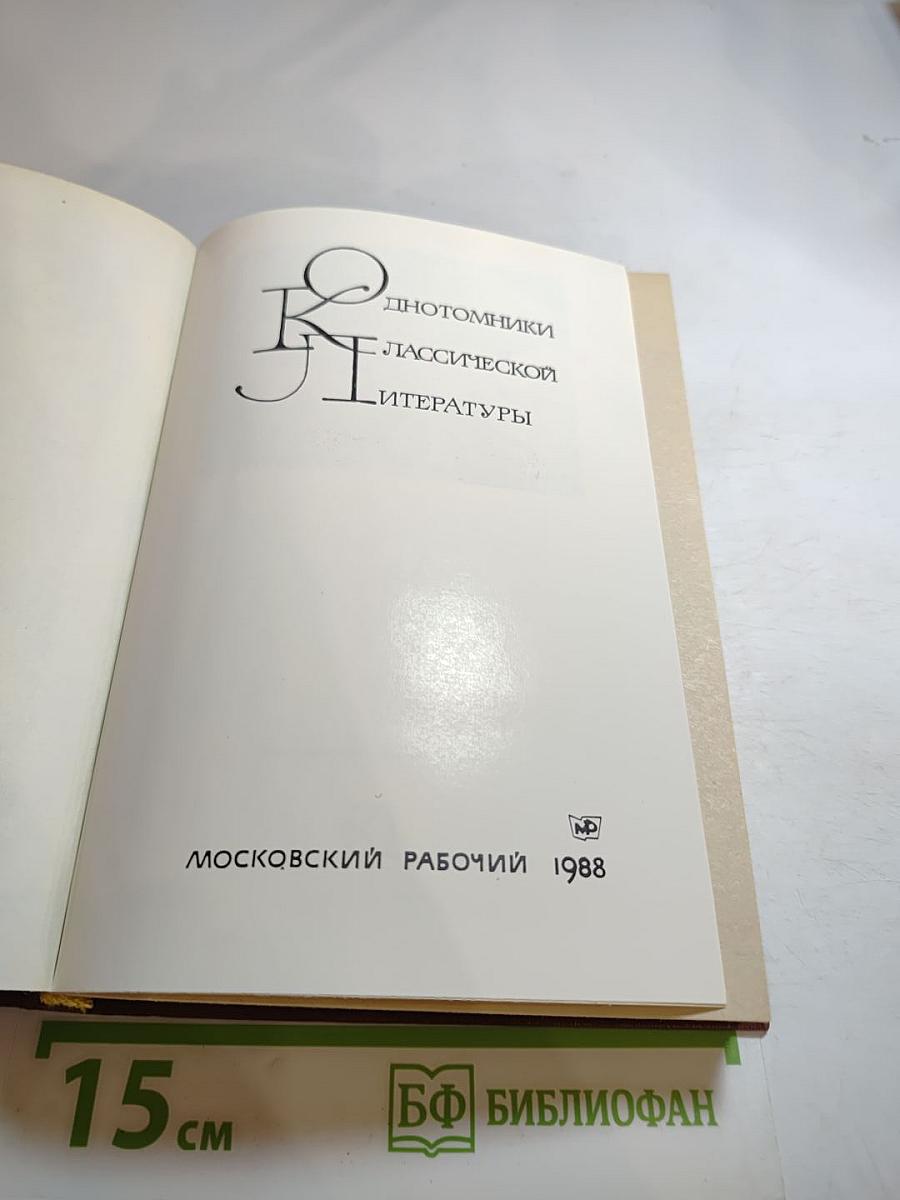 ОДНОТОМНИКИ
КЛАССИЧЕСКОЙ
ЛИТЕРАТУРЫ
МР
МОСКОВСКИЙ РАБОЧИЙ 1988
15 см
БФ БИБЛИОФАН